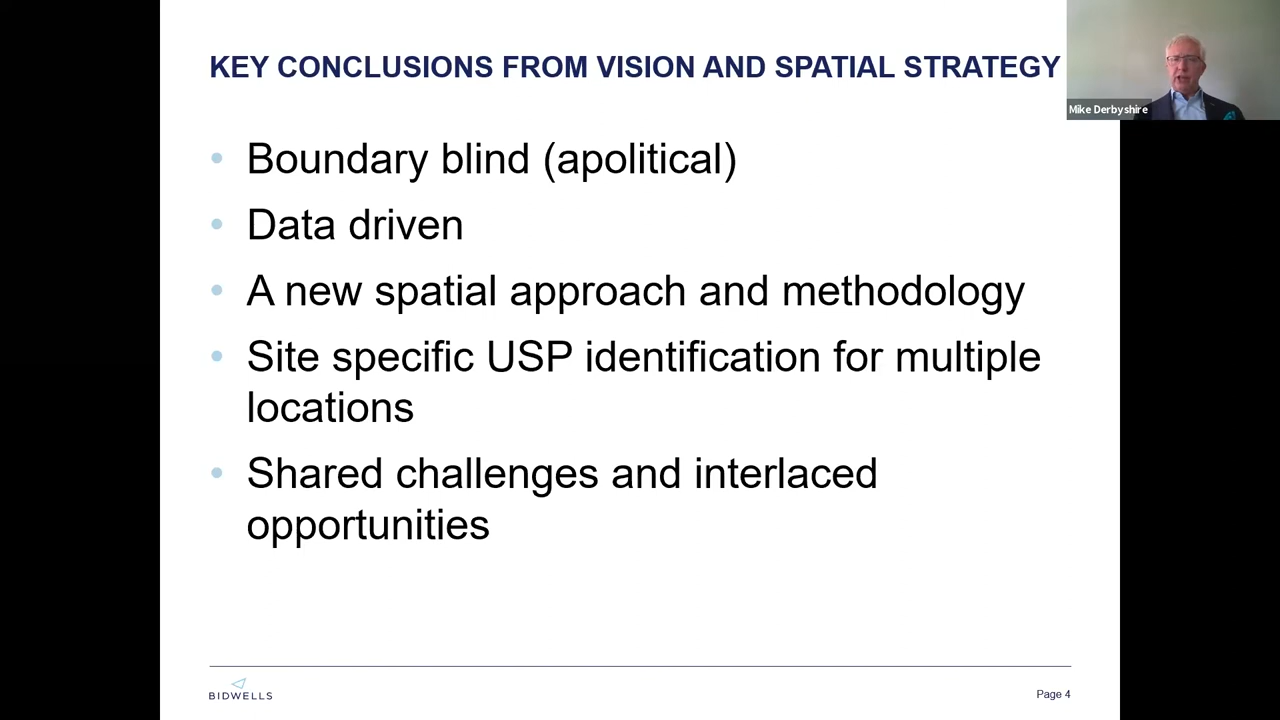 KEY CONCLUSIONS FROM VISION AND SPATIAL STRATEGY
Mike Derbyshire
• Boundary blind (apolitical)
• Data driven
• A new spatial approach and methodology
• Site specific USP identification for multiple
locations
• Shared challenges and interlaced
opportunities
BIDWELLS
Page 4